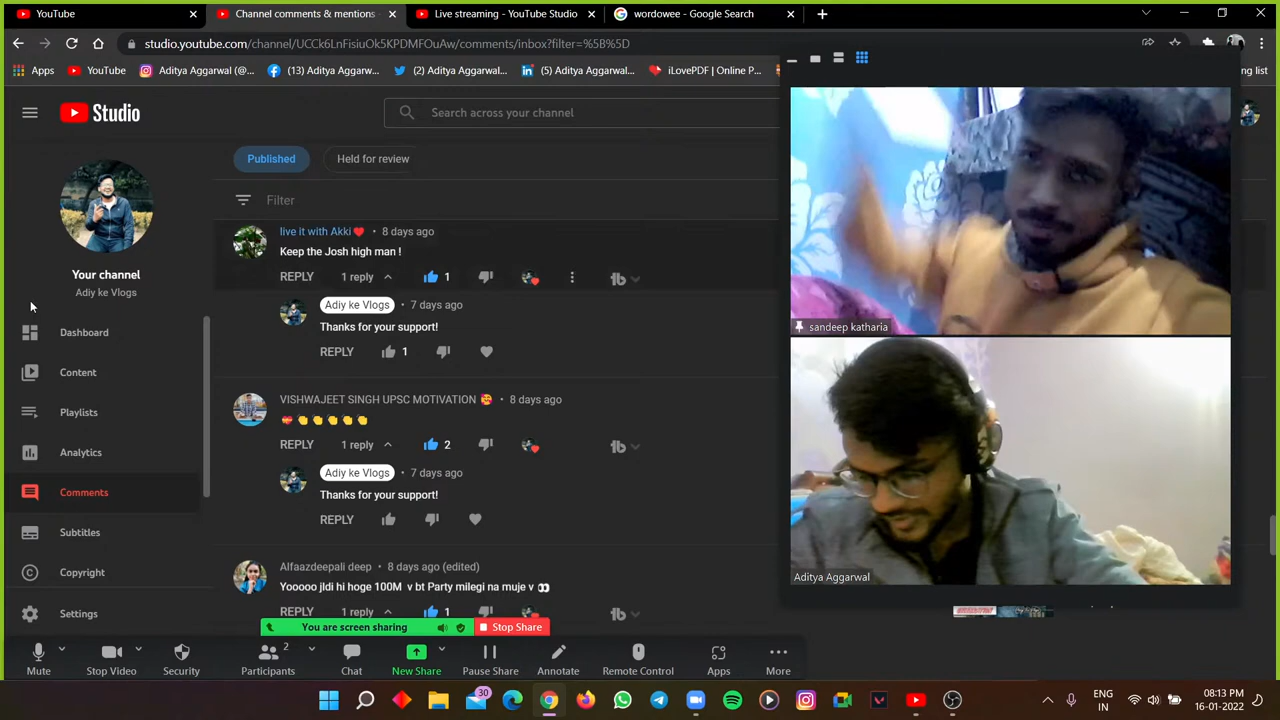 YouTube
Channel comments & mentions
Live streaming - YouTube Studio
wordowee - Google Search
studio.youtube.com/channel/UCCk6LnFisiuOk5KPDMFOuAw/comments/inbox?filter=%5B%5D
Apps
YouTube
Aditya Aggarwal (@...
(13) Aditya Aggarw...
(2) Aditya Aggarwal...
(5) Aditya Aggarwal...
iLovePDF | Online P...
ing list
Studio
Search across your channel
Published
Held for review
Filter
Your channel
Adiy ke Vlogs
Dashboard
Content
Playlists
Analytics
Comments
Subtitles
Copyright
Settings
live it with Akki❤️ • 8 days ago
Keep the Josh high man !
REPLY 1 reply 1
Adiy ke Vlogs • 7 days ago
Thanks for your support!
REPLY 1
VISHWAJEET SINGH UPSC MOTIVATION 🥰 • 8 days ago
💝 👏 👏 👏 👏 👏
REPLY 1 reply 2
Adiy ke Vlogs • 7 days ago
Thanks for your support!
REPLY
Alfaazdeepali deep • 8 days ago (edited)
Yooooo jldi hi hoge 100M v bt Party milegi na muje v 👀
REPLY 1 reply 1
sandeep katharia
Aditya Aggarwal
You are screen sharing
Stop Share
Mute
Stop Video
Security
Participants 2
Chat
New Share
Pause Share
Annotate
Remote Control
Apps
More
30
ENG
IN
08:13 PM
16-01-2022